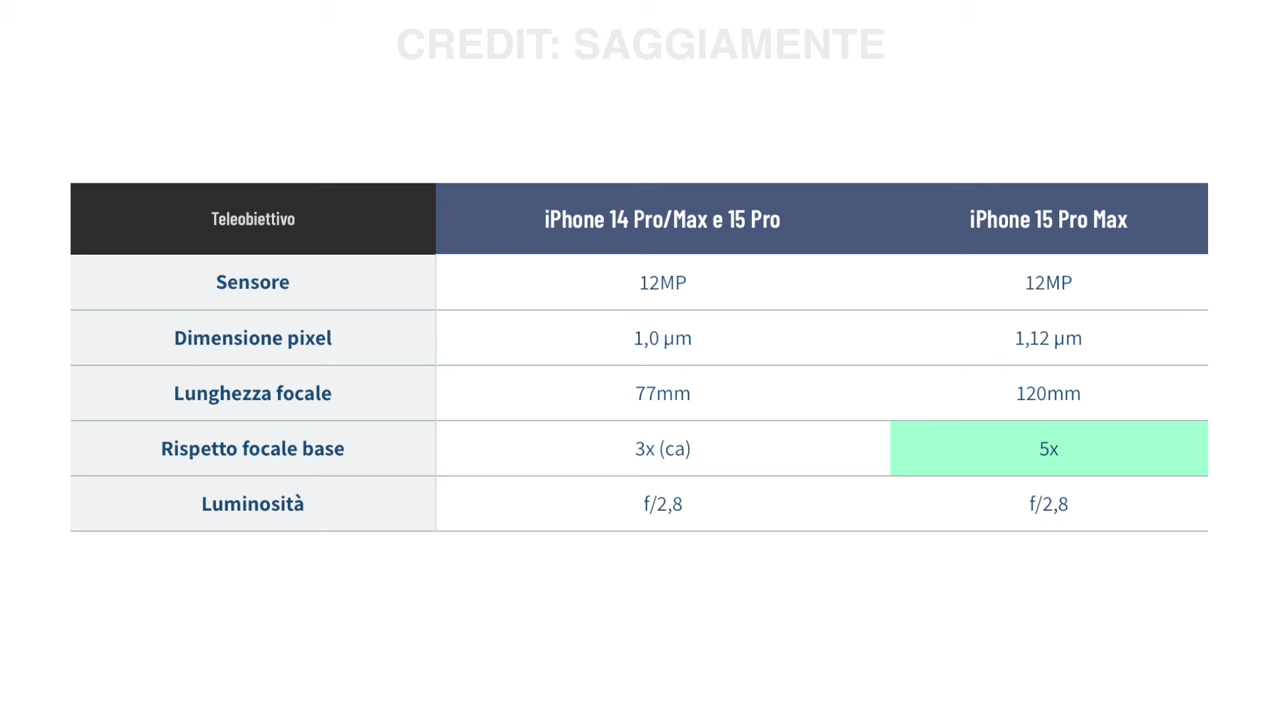 CREDIT: SAGGIAMENTE
Teleobiettivo iPhone 14 Pro/Max e 15 Pro iPhone 15 Pro Max
Sensore 12MP 12MP
Dimensione pixel 1,0 µm 1,12 µm
Lunghezza focale 77mm 120mm
Rispetto focale base 3x (ca) 5x
Luminosità f/2,8 f/2,8